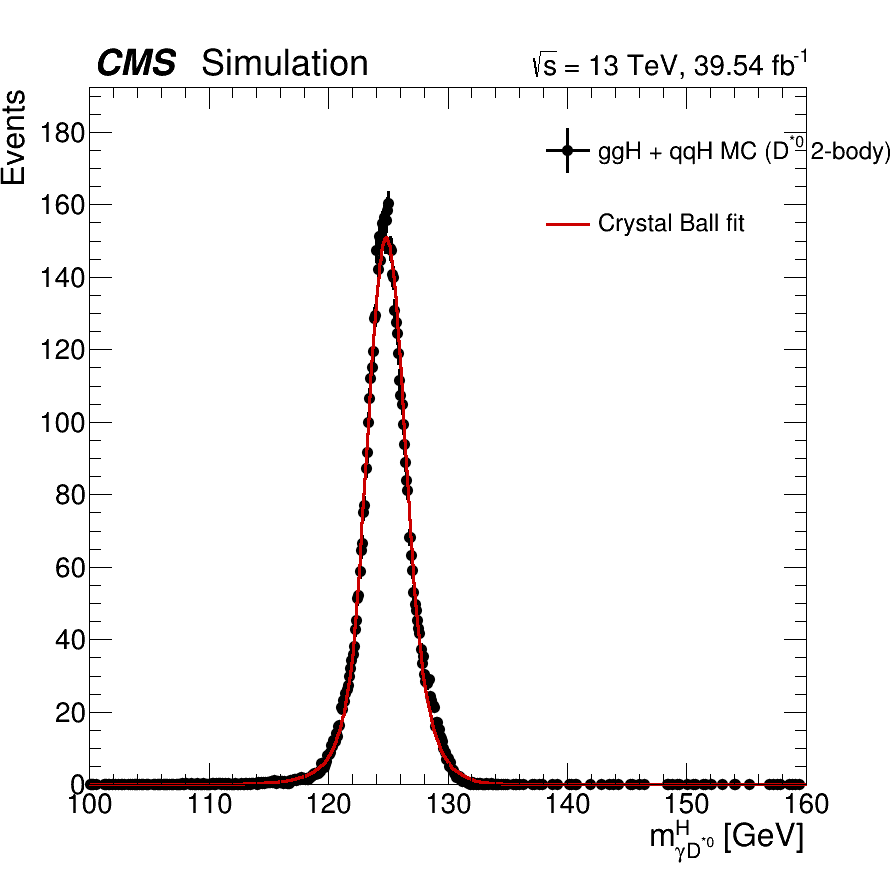 CMS Simulation √s = 13 TeV, 39.54 fb⁻¹
Events
ggH + qqH MC (D*⁰ 2-body)
Crystal Ball fit
180
160
140
120
100
80
60
40
20
0
100 110 120 130 140 150 160
m^H_γD*⁰ [GeV]